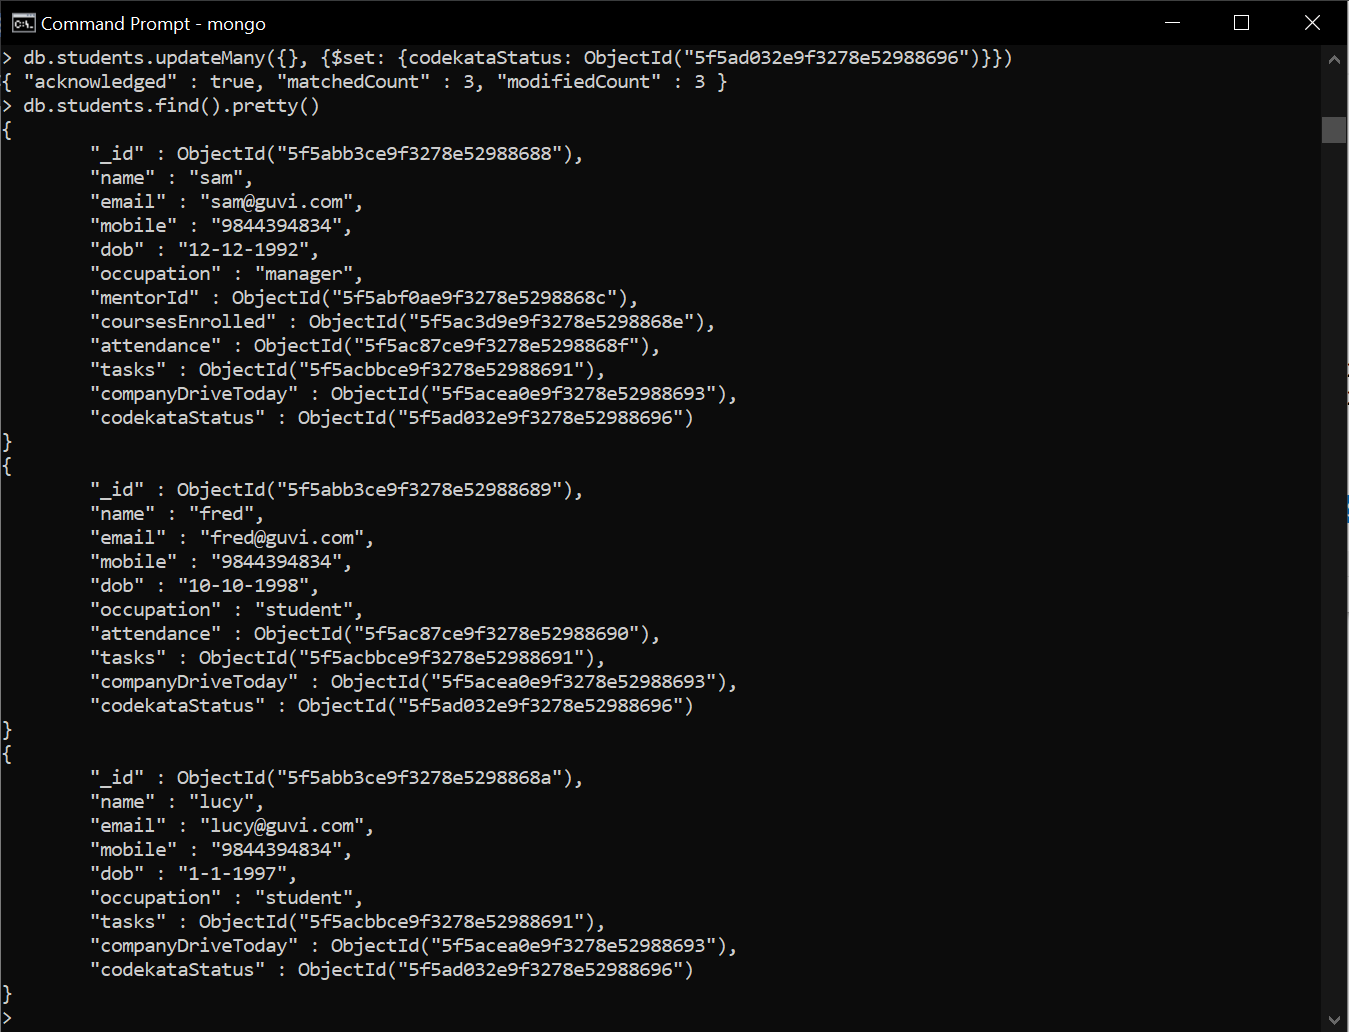 Command Prompt - mongo
> db.students.updateMany({}, {$set: {codekataStatus: ObjectId("5f5ad032e9f3278e52988696")}})
{ "acknowledged" : true, "matchedCount" : 3, "modifiedCount" : 3 }
> db.students.find().pretty()
{
        "_id" : ObjectId("5f5abb3ce9f3278e52988688"),
        "name" : "sam",
        "email" : "sam@guvi.com",
        "mobile" : "9844394834",
        "dob" : "12-12-1992",
        "occupation" : "manager",
        "mentorId" : ObjectId("5f5abf0ae9f3278e5298868c"),
        "coursesEnrolled" : ObjectId("5f5ac3d9e9f3278e5298868e"),
        "attendance" : ObjectId("5f5ac87ce9f3278e5298868f"),
        "tasks" : ObjectId("5f5acbbce9f3278e52988691"),
        "companyDriveToday" : ObjectId("5f5acea0e9f3278e52988693"),
        "codekataStatus" : ObjectId("5f5ad032e9f3278e52988696")
}
{
        "_id" : ObjectId("5f5abb3ce9f3278e52988689"),
        "name" : "fred",
        "email" : "fred@guvi.com",
        "mobile" : "9844394834",
        "dob" : "10-10-1998",
        "occupation" : "student",
        "attendance" : ObjectId("5f5ac87ce9f3278e52988690"),
        "tasks" : ObjectId("5f5acbbce9f3278e52988691"),
        "companyDriveToday" : ObjectId("5f5acea0e9f3278e52988693"),
        "codekataStatus" : ObjectId("5f5ad032e9f3278e52988696")
}
{
        "_id" : ObjectId("5f5abb3ce9f3278e5298868a"),
        "name" : "lucy",
        "email" : "lucy@guvi.com",
        "mobile" : "9844394834",
        "dob" : "1-1-1997",
        "occupation" : "student",
        "tasks" : ObjectId("5f5acbbce9f3278e52988691"),
        "companyDriveToday" : ObjectId("5f5acea0e9f3278e52988693"),
        "codekataStatus" : ObjectId("5f5ad032e9f3278e52988696")
}
>